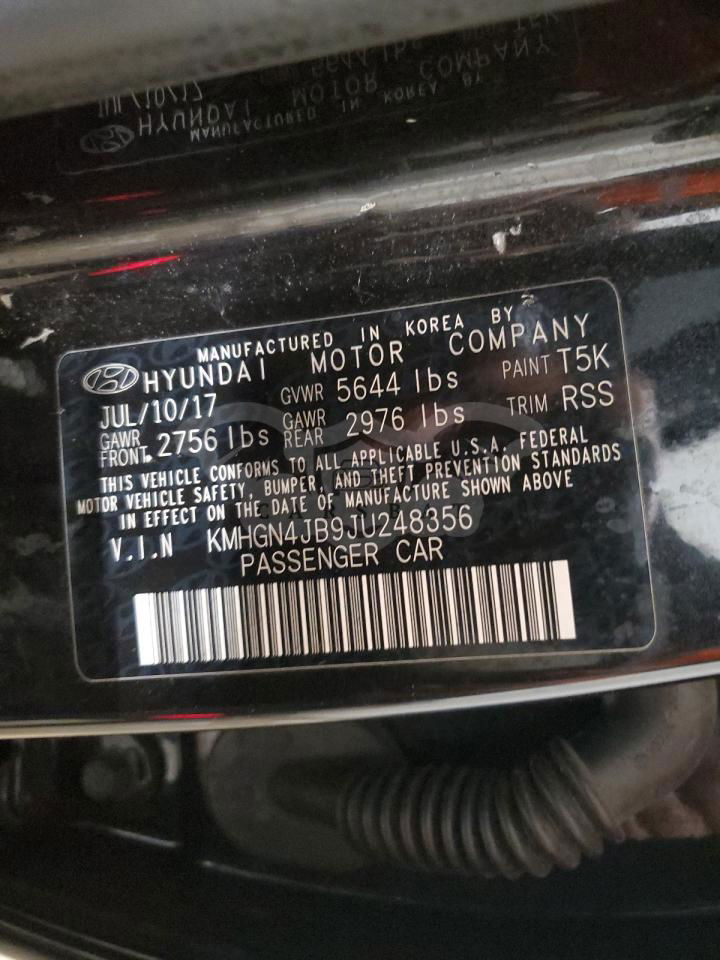 MANUFACTURED IN KOREA BY
HYUNDAI MOTOR COMPANY
JUL/10/17 GVWR 5644 lbs PAINT T5K
GAWR FRONT. 2756 lbs GAWR REAR 2976 lbs TRIM RSS
THIS VEHICLE CONFORMS TO ALL APPLICABLE U.S.A. FEDERAL
MOTOR VEHICLE SAFETY, BUMPER, AND THEFT PREVENTION STANDARDS
IN EFFECT ON THE DATE OF MANUFACTURE SHOWN ABOVE
V.I.N KMHGN4JB9JU248356
PASSENGER CAR